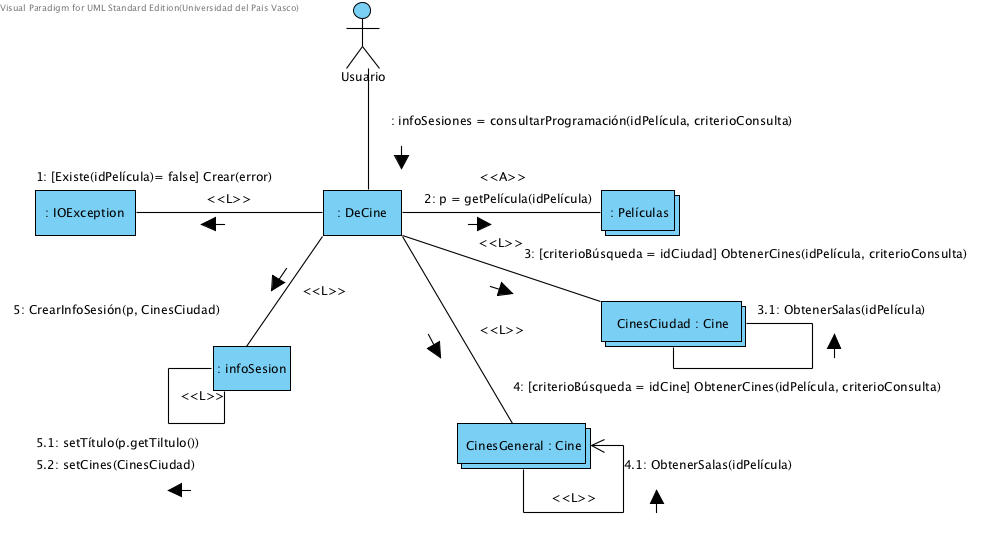 Visual Paradigm for UML Standard Edition(Universidad del Pais Vasco)
Usuario
: infoSesiones = consultarProgramación(idPelícula, criterioConsulta)
1: [Existe(idPelícula)= false] Crear(error)
<<L>>
<<A>>
2: p = getPelícula(idPelícula)
: IOException
: DeCine
: Películas
<<L>>
3: [criterioBúsqueda = idCiudad] ObtenerCines(idPelícula, criterioConsulta)
<<L>>
5: CrearInfoSesión(p, CinesCiudad)
3.1: ObtenerSalas(idPelícula)
CinesCiudad : Cine
<<L>>
: infoSesion
4: [criterioBúsqueda = idCine] ObtenerCines(idPelícula, criterioConsulta)
<<L>>
5.1: setTítulo(p.getTiltulo())
5.2: setCines(CinesCiudad)
CinesGeneral : Cine
4.1: ObtenerSalas(idPelícula)
<<L>>